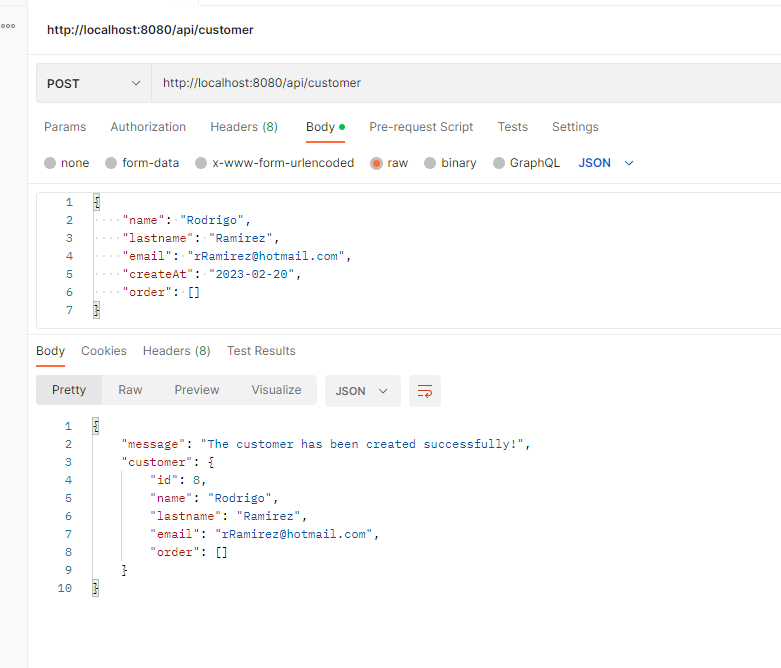 http://localhost:8080/api/customer
POST http://localhost:8080/api/customer
Params Authorization Headers (8) Body Pre-request Script Tests Settings
none form-data x-www-form-urlencoded raw binary GraphQL JSON
1 {
2 "name": "Rodrigo",
3 "lastname": "Ramirez",
4 "email": "rRamirez@hotmail.com",
5 "createAt": "2023-02-20",
6 "order": []
7 }
Body Cookies Headers (8) Test Results
Pretty Raw Preview Visualize JSON
1 {
2 "message": "The customer has been created successfully!",
3 "customer": {
4 "id": 8,
5 "name": "Rodrigo",
6 "lastname": "Ramirez",
7 "email": "rRamirez@hotmail.com",
8 "order": []
9 }
10 }